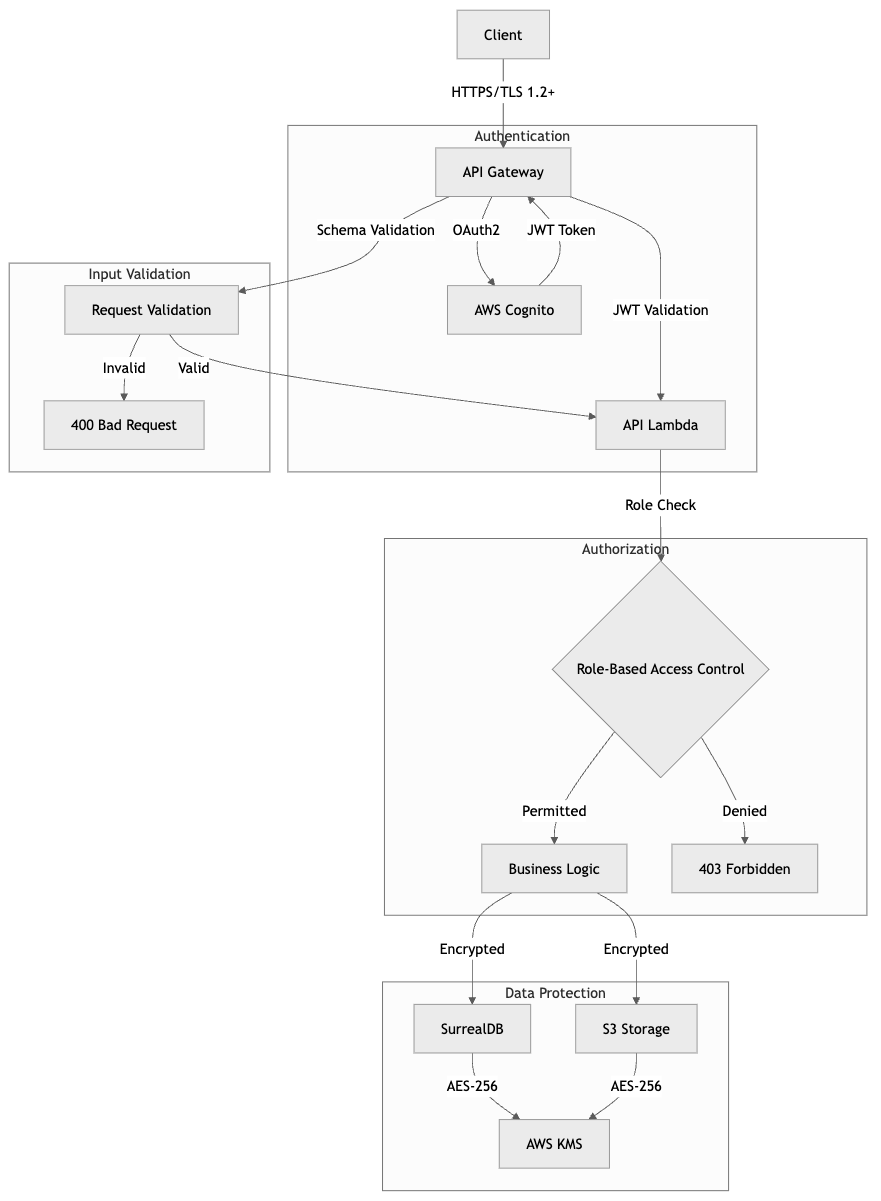 Client
HTTPS/TLS 1.2+
Authentication
API Gateway
Schema Validation
OAuth2
JWT Token
Input Validation
Request Validation
AWS Cognito
JWT Validation
Invalid
Valid
400 Bad Request
API Lambda
Role Check
Authorization
Role-Based Access Control
Permitted
Denied
Business Logic
403 Forbidden
Encrypted
Encrypted
Data Protection
SurrealDB
S3 Storage
AES-256
AES-256
AWS KMS